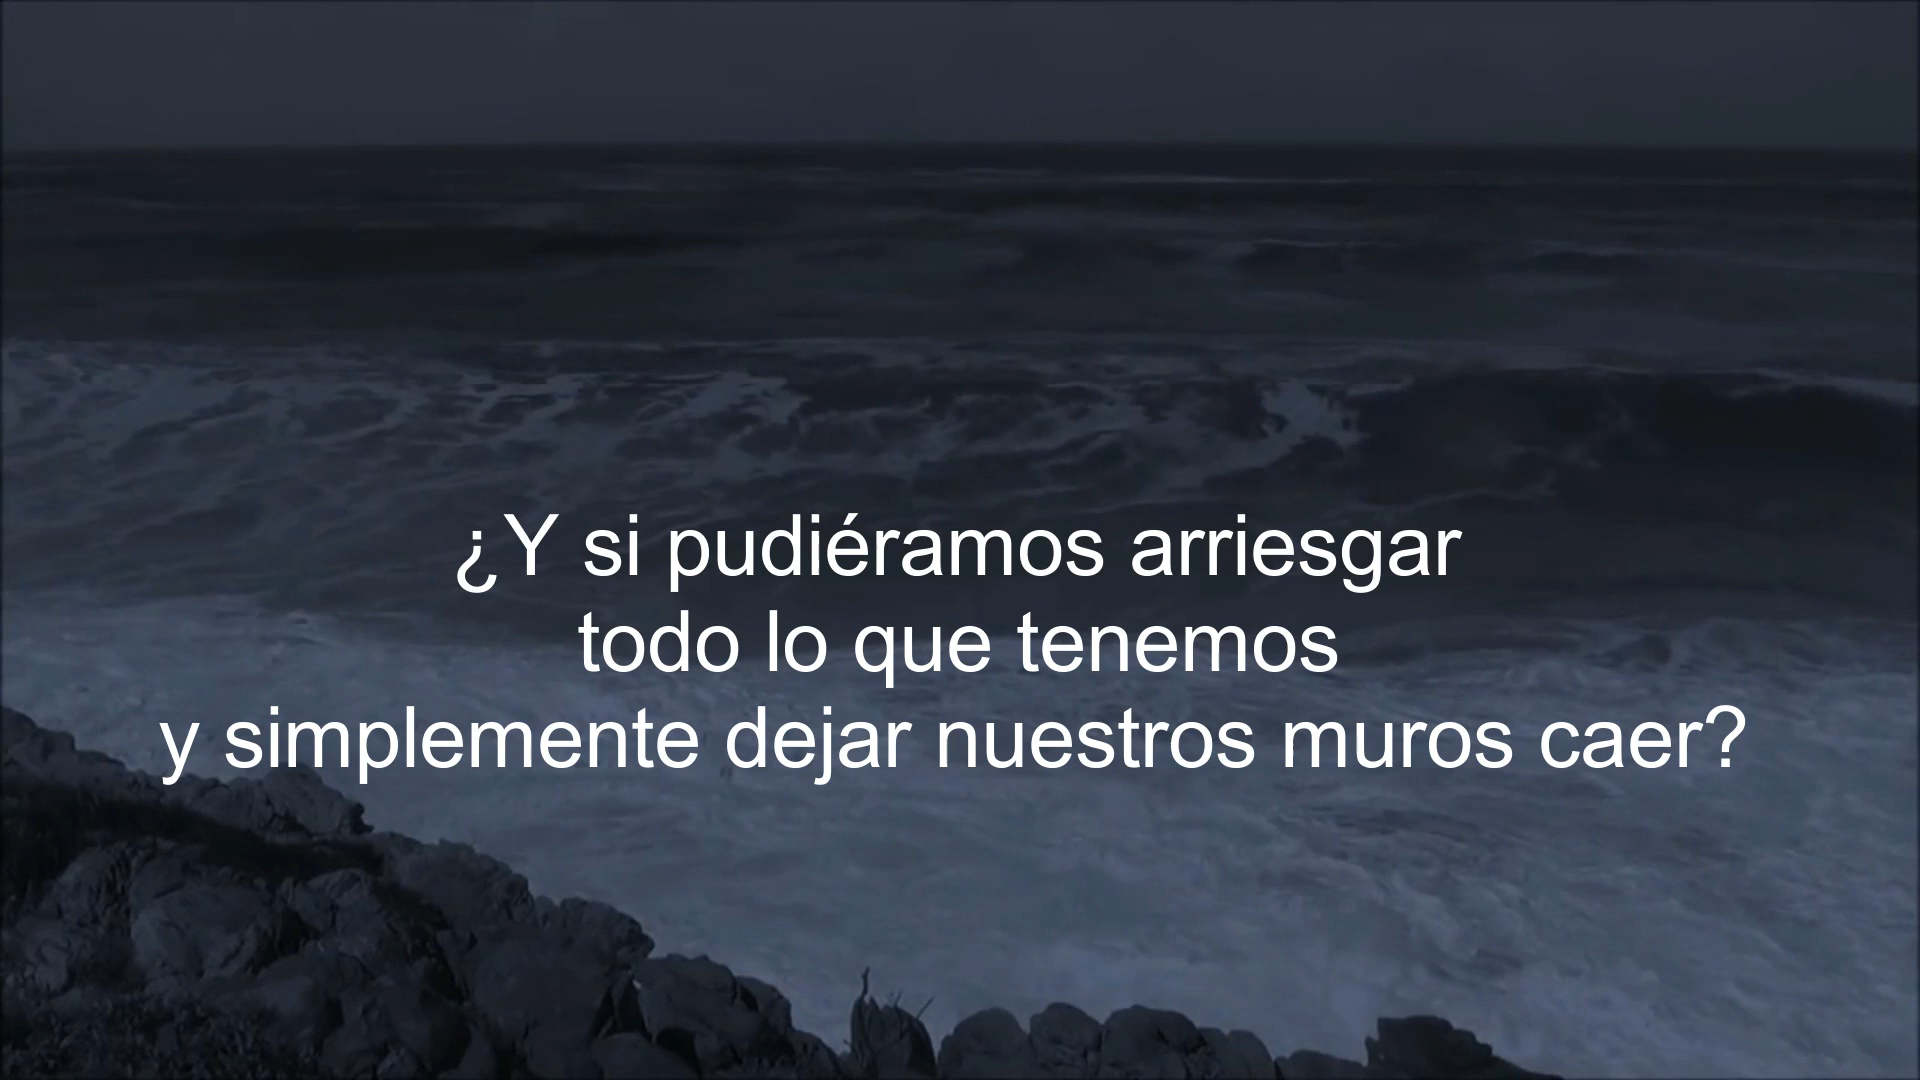 ¿Y si pudiéramos arriesgar
todo lo que tenemos
y simplemente dejar nuestros muros caer?